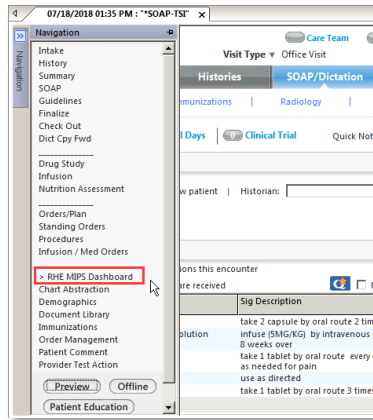 07/18/2018 01:35 PM : "*SOAP-TSI" x
Navigation
Navigation
Intake
History
Summary
SOAP
Guidelines
Finalize
Check Out
Dict Cpy Fwd
Drug Study
Infusion
Nutrition Assessment
Orders/Plan
Standing Orders
Procedures
Infusion / Med Orders
> RHE MIPS Dashboard
Chart Abstraction
Demographics
Document Library
Immunizations
Order Management
Patient Comment
Provider Test Action
Preview Offline
Patient Education
Care Team
Visit Type ▾ Office Visit
Histories SOAP/Dictation
munizations | Radiology |
l Days 0 Clinical Trial Quick Not
w patient | Historian:
ions this encounter
are received
Sig Description
take 2 capsule by oral route 2 tim
olution infuse (5MG/KG) by intravenous
8 weeks over
take 1 tablet by oral route every
as needed for pain
use as directed
take 1 tablet by oral route 3 times